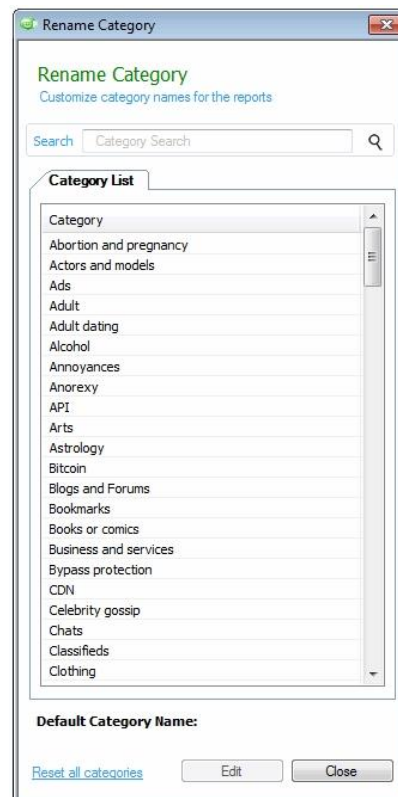 Rename Category
Rename Category
Customize category names for the reports
Search Category Search
Category List
Category
Abortion and pregnancy
Actors and models
Ads
Adult
Adult dating
Alcohol
Annoyances
Anorexy
API
Arts
Astrology
Bitcoin
Blogs and Forums
Bookmarks
Books or comics
Business and services
Bypass protection
CDN
Celebrity gossip
Chats
Classifieds
Clothing
Default Category Name:
Reset all categories Edit Close